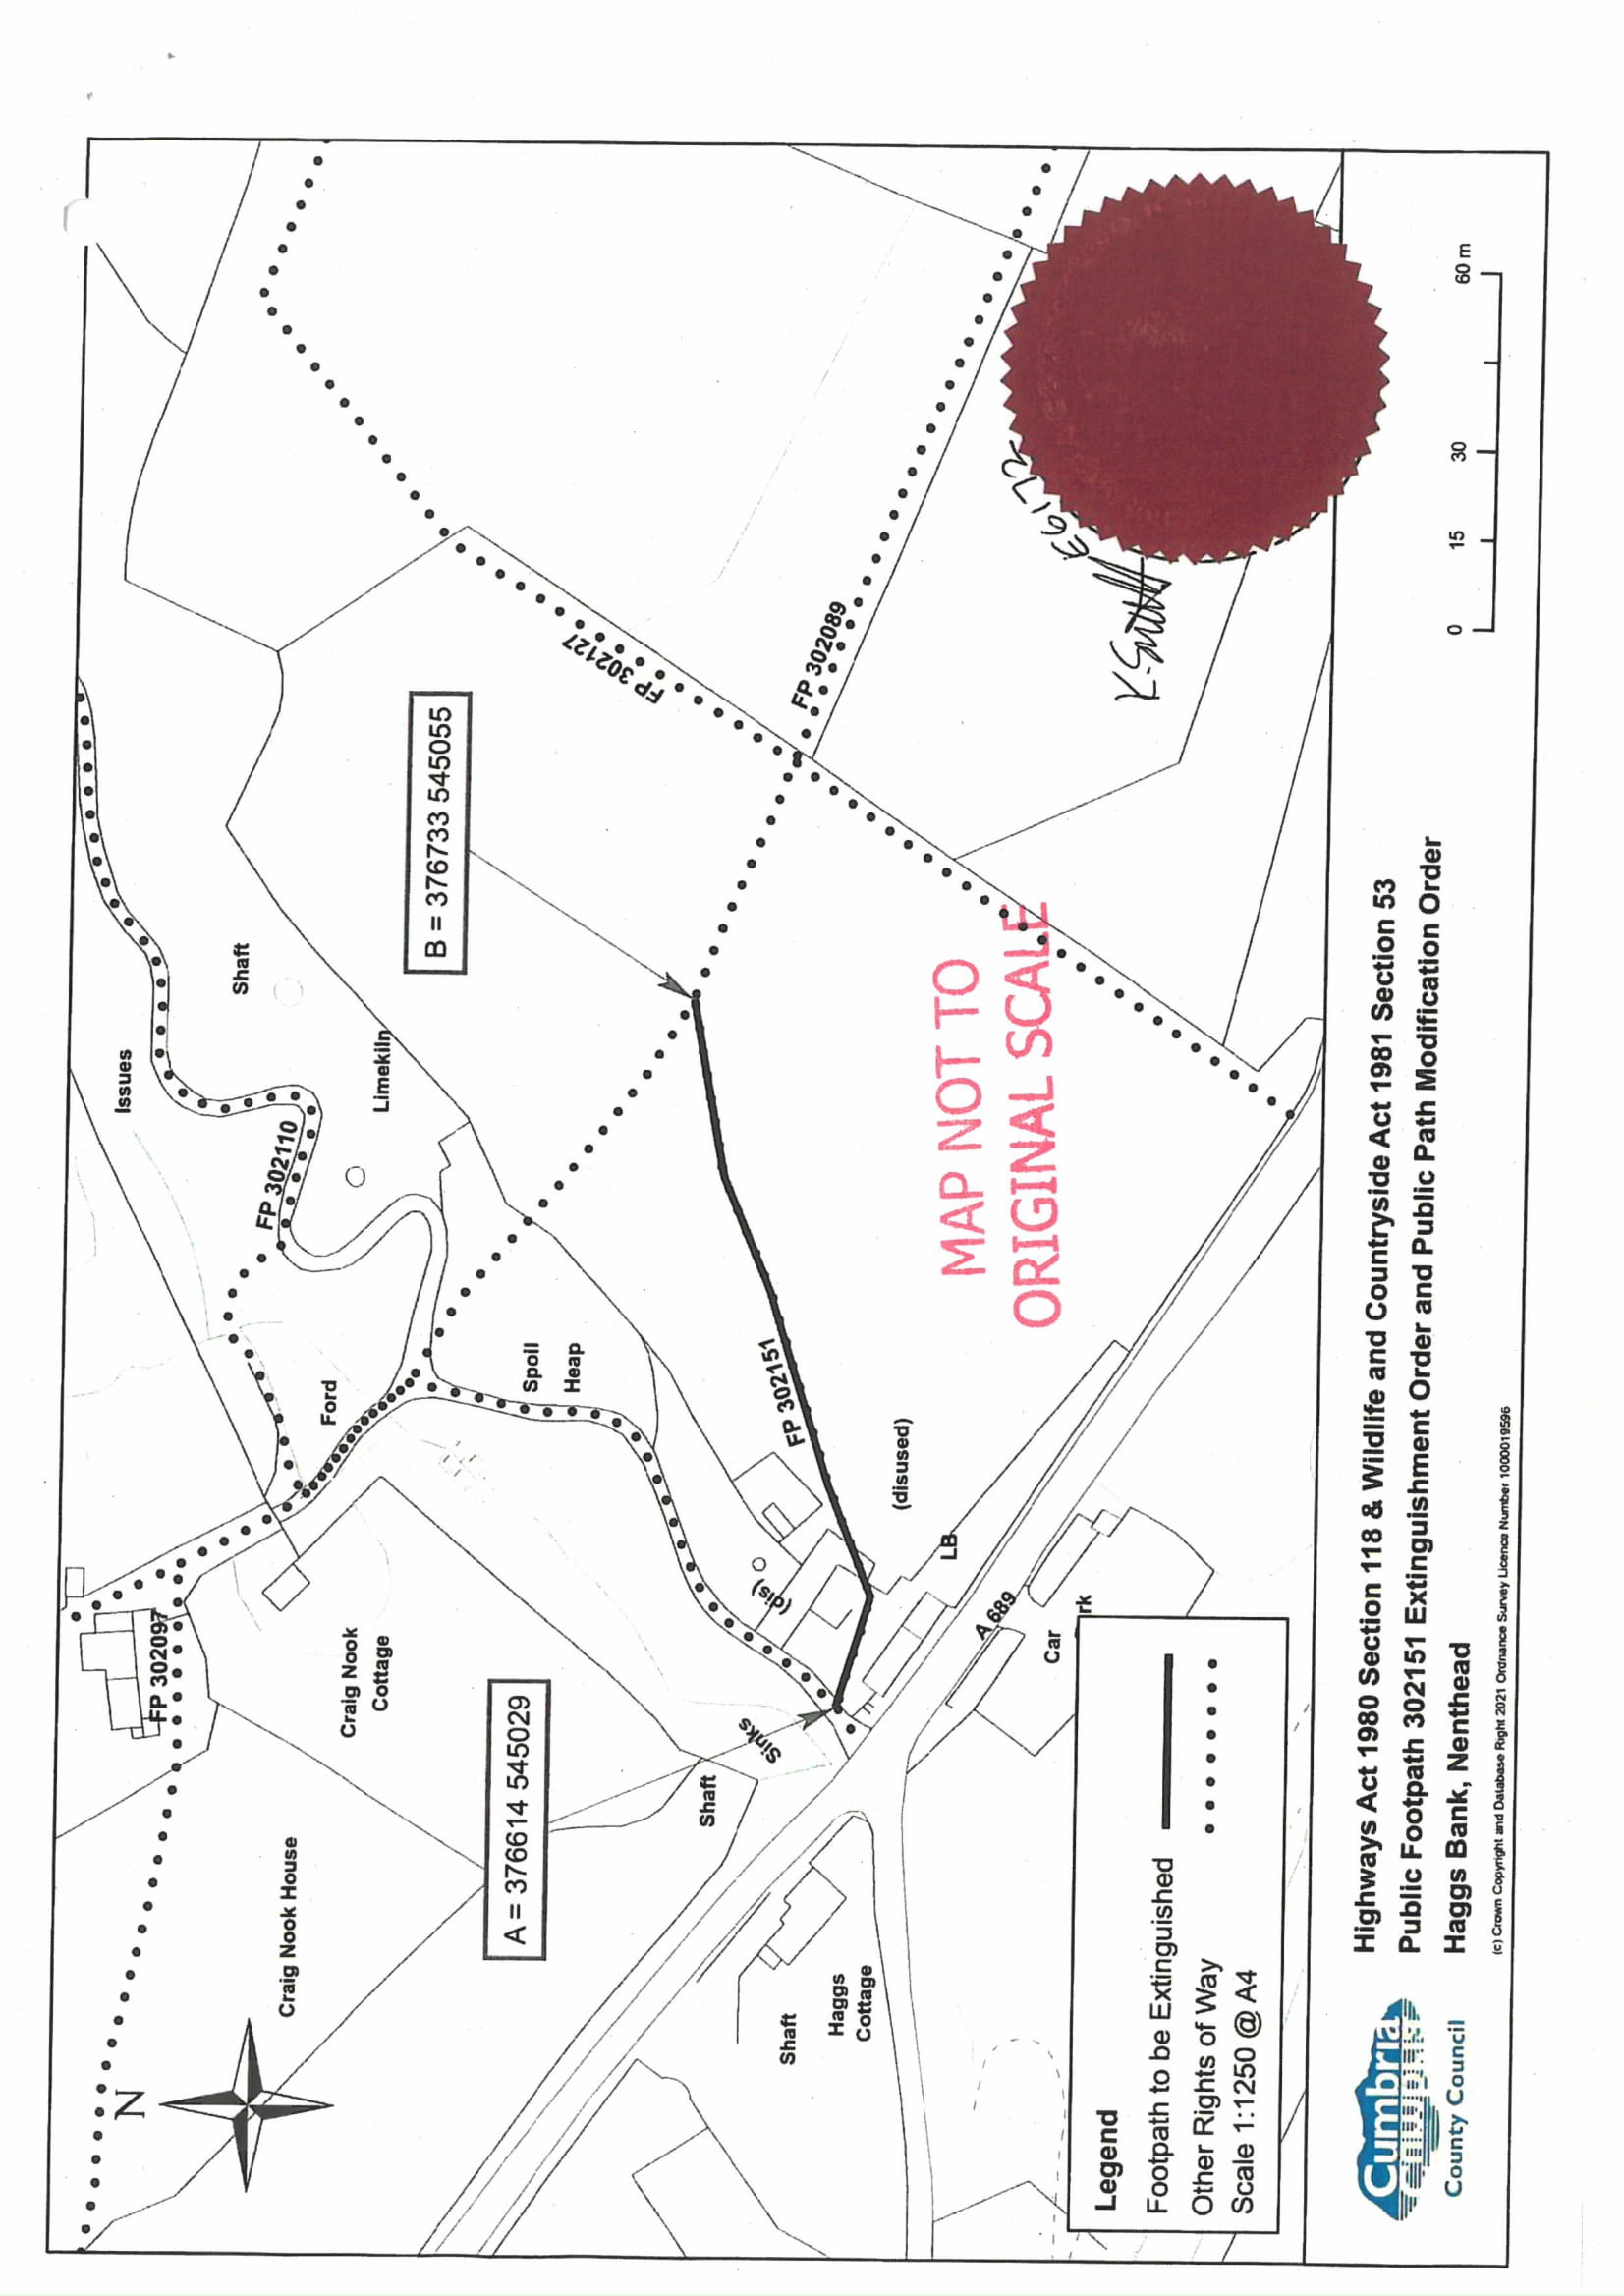 N
Craig Nook House
FP 302097
Craig Nook
Cottage
Ford
FP 302110
Issues
Shaft
Limekiln
Spoil
Heap
A = 376614 545029
B = 376733 545055
FP 302127
FP 302089
FP 302151
Shaft
Sinks
(dis)
(disused)
LB
A 689
Car
rk
Shaft
Haggs
Cottage
MAP NOT TO
ORIGINAL SCALE
K. Smith
E6172
Legend
Footpath to be Extinguished
Other Rights of Way
Scale 1:1250 @ A4
0 15 30 60 m
Cumbria
County Council
Highways Act 1980 Section 118 & Wildlife and Countryside Act 1981 Section 53
Public Footpath 302151 Extinguishment Order and Public Path Modification Order
Haggs Bank, Nenthead
(c) Crown Copyright and Database Right 2021 Ordnance Survey Licence Number 100019596